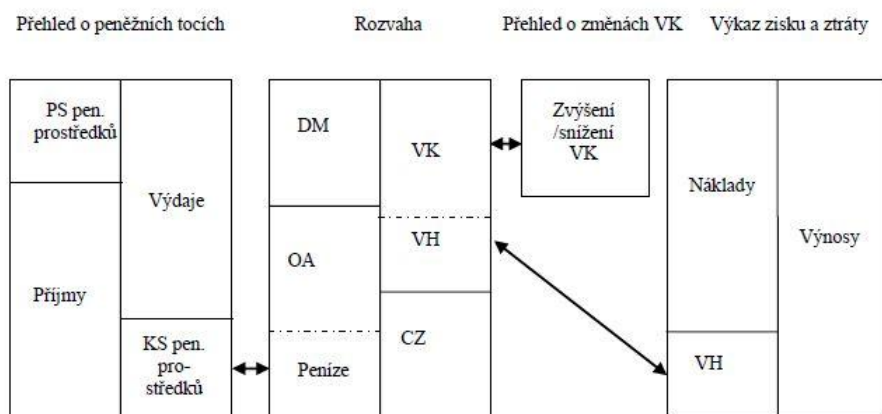 Přehled o peněžních tocích
Rozvaha
Přehled o změnách VK
Výkaz zisku a ztráty
PS pen.
prostředků
Příjmy
Výdaje
KS pen.
pro-
středků
DM
OA
Peníze
VK
VH
CZ
Zvýšení
/snížení
VK
Náklady
VH
Výnosy